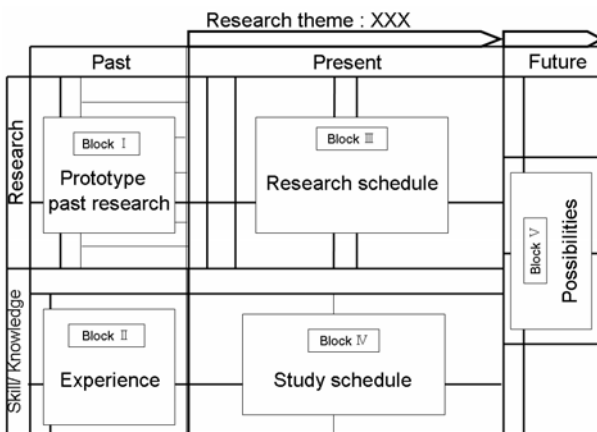 Research theme : XXX
Past
Present
Future
Research
Block Ⅰ
Prototype
past research
Block Ⅲ
Research schedule
Block Ⅴ
Possibilities
Skill/ Knowledge
Block Ⅱ
Experience
Block Ⅳ
Study schedule